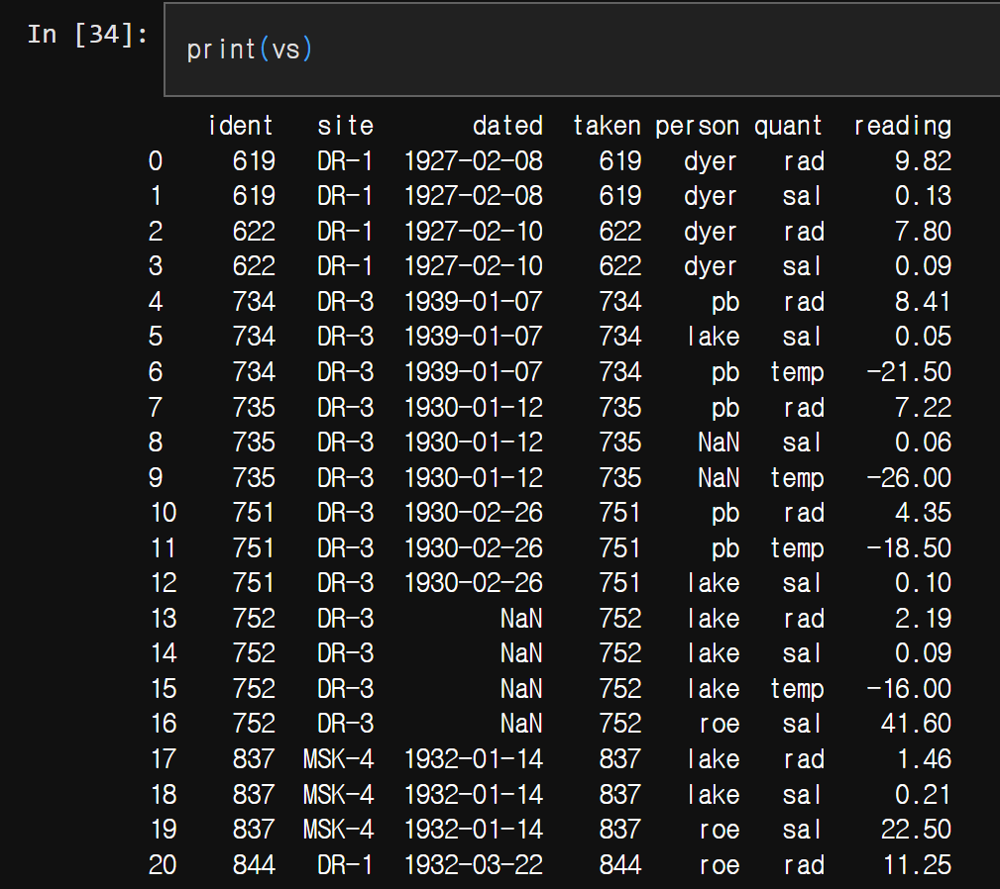 In [34]: print(vs)
ident site dated taken person quant reading
0 619 DR-1 1927-02-08 619 dyer rad 9.82
1 619 DR-1 1927-02-08 619 dyer sal 0.13
2 622 DR-1 1927-02-10 622 dyer rad 7.80
3 622 DR-1 1927-02-10 622 dyer sal 0.09
4 734 DR-3 1939-01-07 734 pb rad 8.41
5 734 DR-3 1939-01-07 734 lake sal 0.05
6 734 DR-3 1939-01-07 734 pb temp -21.50
7 735 DR-3 1930-01-12 735 pb rad 7.22
8 735 DR-3 1930-01-12 735 NaN sal 0.06
9 735 DR-3 1930-01-12 735 NaN temp -26.00
10 751 DR-3 1930-02-26 751 pb rad 4.35
11 751 DR-3 1930-02-26 751 pb temp -18.50
12 751 DR-3 1930-02-26 751 lake sal 0.10
13 752 DR-3 NaN 752 lake rad 2.19
14 752 DR-3 NaN 752 lake sal 0.09
15 752 DR-3 NaN 752 lake temp -16.00
16 752 DR-3 NaN 752 roe sal 41.60
17 837 MSK-4 1932-01-14 837 lake rad 1.46
18 837 MSK-4 1932-01-14 837 lake sal 0.21
19 837 MSK-4 1932-01-14 837 roe sal 22.50
20 844 DR-1 1932-03-22 844 roe rad 11.25